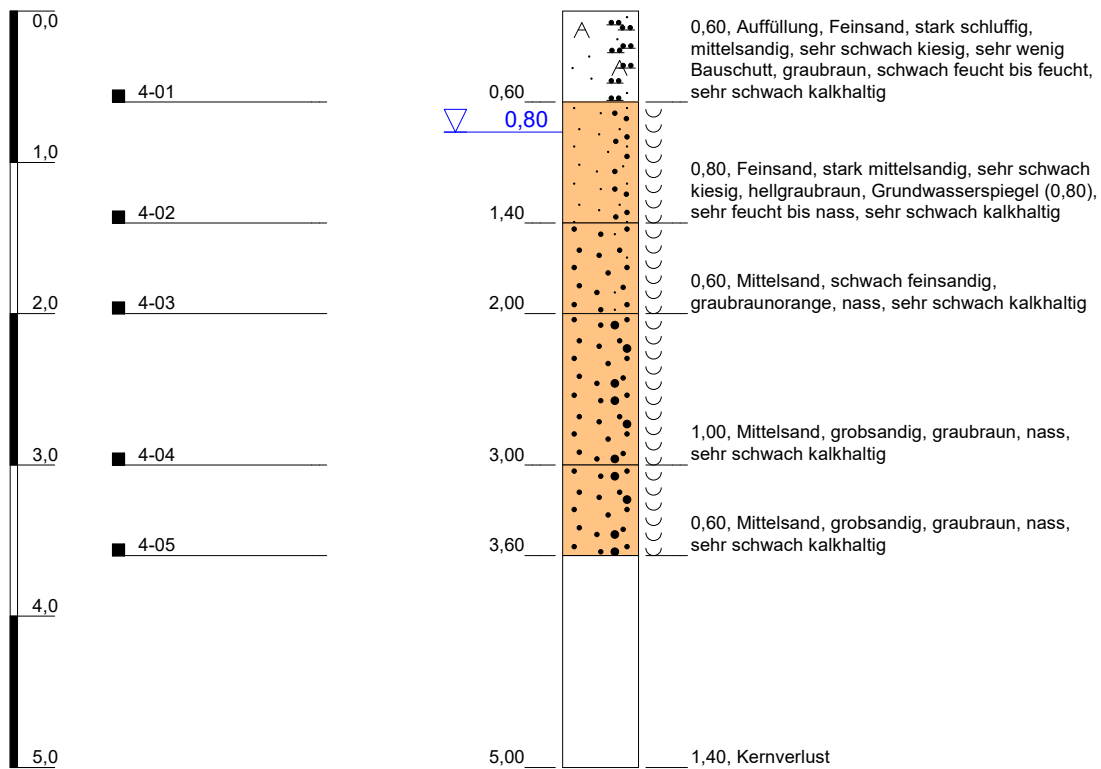 0,0
0,60, Auffüllung, Feinsand, stark schluffig,
mittelsandig, sehr schwach kiesig, sehr wenig
Bauschutt, graubraun, schwach feucht bis feucht,
sehr schwach kalkhaltig
A
A
4-01
0,60
0,80
1,0
0,80, Feinsand, stark mittelsandig, sehr schwach
kiesig, hellgraubraun, Grundwasserspiegel (0,80),
sehr feucht bis nass, sehr schwach kalkhaltig
4-02
1,40
0,60, Mittelsand, schwach feinsandig,
graubraunorange, nass, sehr schwach kalkhaltig
2,0
4-03
2,00
1,00, Mittelsand, grobsandig, graubraun, nass,
sehr schwach kalkhaltig
3,0
4-04
3,00
0,60, Mittelsand, grobsandig, graubraun, nass,
sehr schwach kalkhaltig
4-05
3,60
4,0
5,0
5,00
1,40, Kernverlust